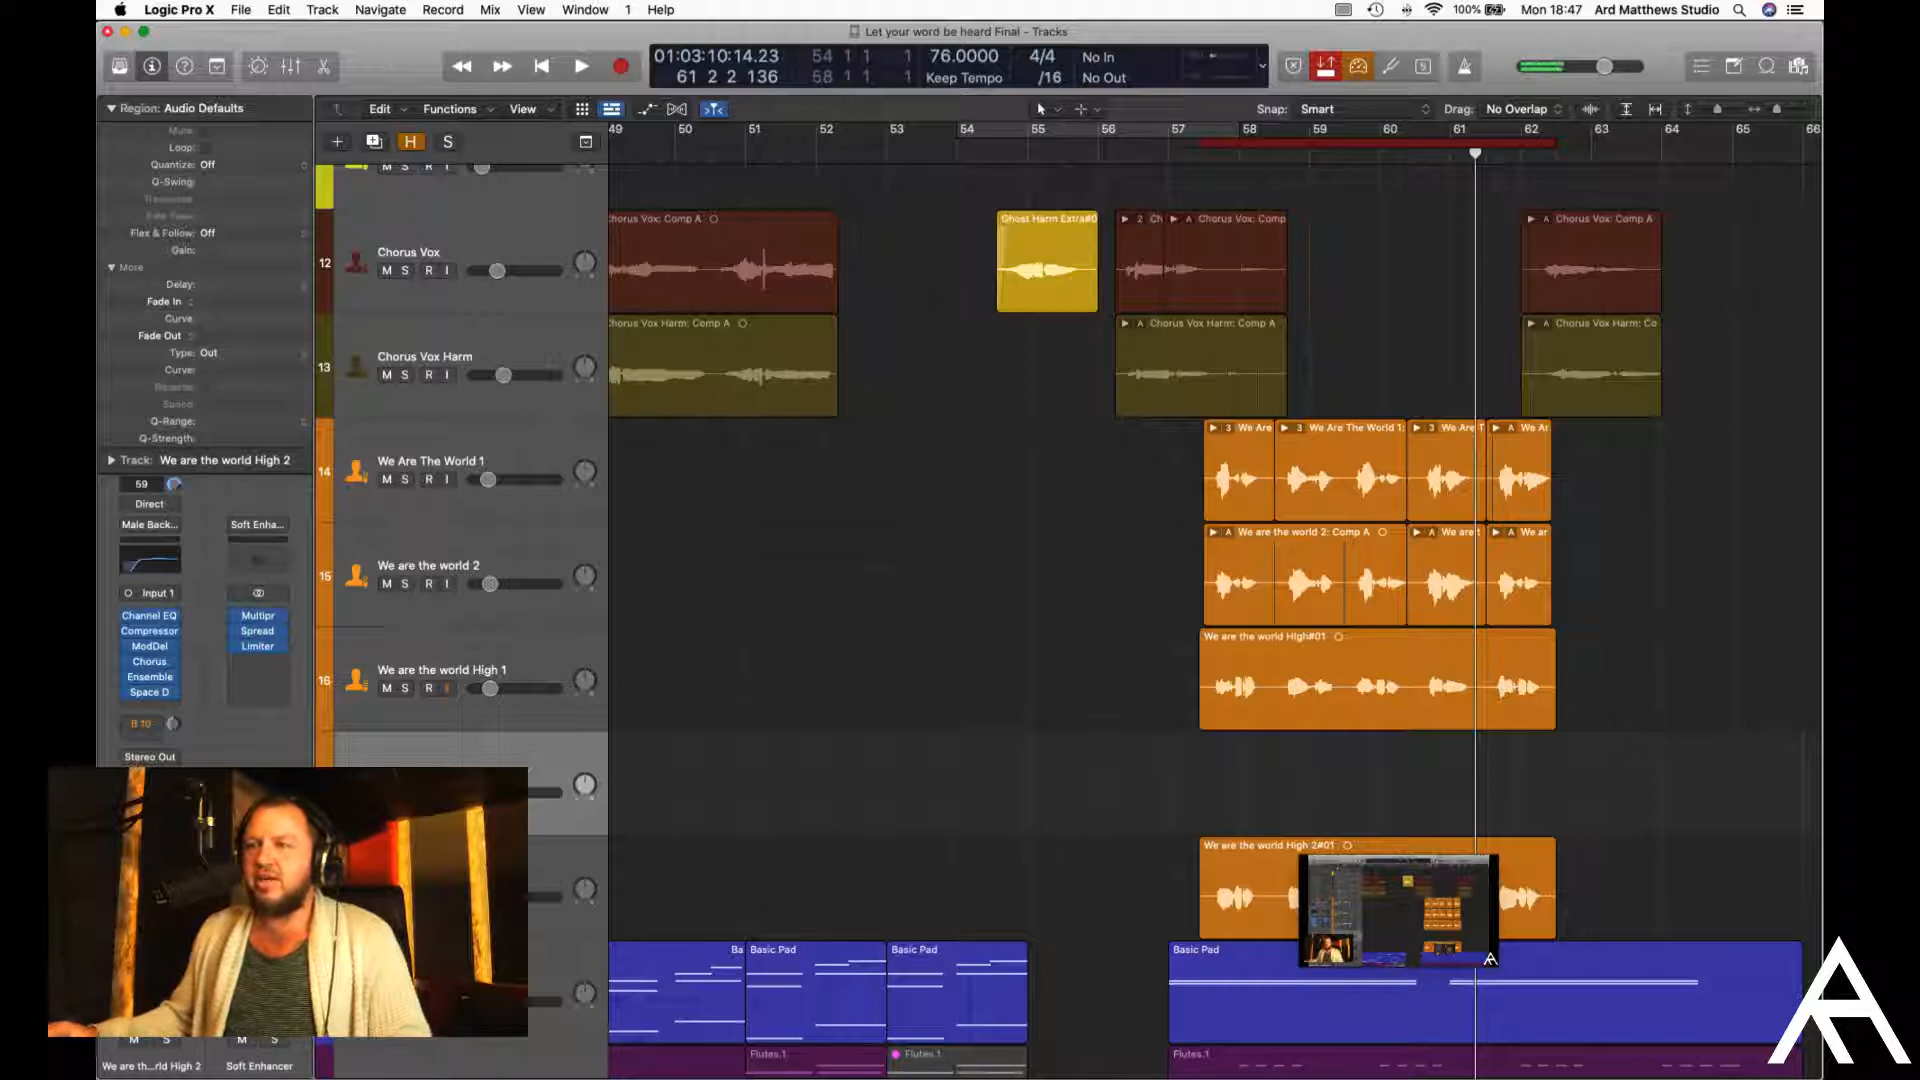 Logic Pro X File Edit Track Navigate Record Mix View Window 1 Help
100% Mon 18:47 Ard Matthews Studio
Let your word be heard Final - Tracks
01:03:10:14.23 54 1 1 1 76.0000 4/4 No In
61 2 2 136 58 1 1 1 Keep Tempo /16 No Out
Region: Audio Defaults
Edit Functions View
Snap: Smart
Drag: No Overlap
H S
49 50 51 52 53 54 55 56 57 58 59 60 61 62 63 64 65 66
Mute:
Loop:
Quantize: Off
Q-Swing:
Flex & Follow: Off
Gain:
More
Delay:
Fade In
Curve:
Fade Out
Type: Out
Curve:
Q-Range:
Q-Strength:
Track: We are the world High 2
59
Direct
Male Back...
Soft Enha...
Input 1
Channel EQ
Compressor
ModDel
Chorus
Ensemble
Space D
Multipr
Spread
Limiter
B 10
Stereo Out
M S
M S
We are th...rld High 2
Soft Enhancer
M S R I
12
Chorus Vox
M S R I
13
Chorus Vox Harm
M S R I
14
We Are The World 1
M S R I
15
We are the world 2
M S R I
16
We are the world High 1
M S R I
Chorus Vox: Comp A
Ghost Harm Extra#0
2 Ch
A Chorus Vox: Comp
A Chorus Vox: Comp A
Chorus Vox Harm: Comp A
A Chorus Vox Harm: Comp A
A Chorus Vox Harm: Co
3 We Are
3 We Are The World 1:
3 We Are T
A We Ar
A We are the world 2: Comp A
A We are t
A We ar
We are the world High#01
We are the world High 2#01
Ba
Basic Pad
Basic Pad
Basic Pad
Flutes.1
Flutes.1
Flutes.1